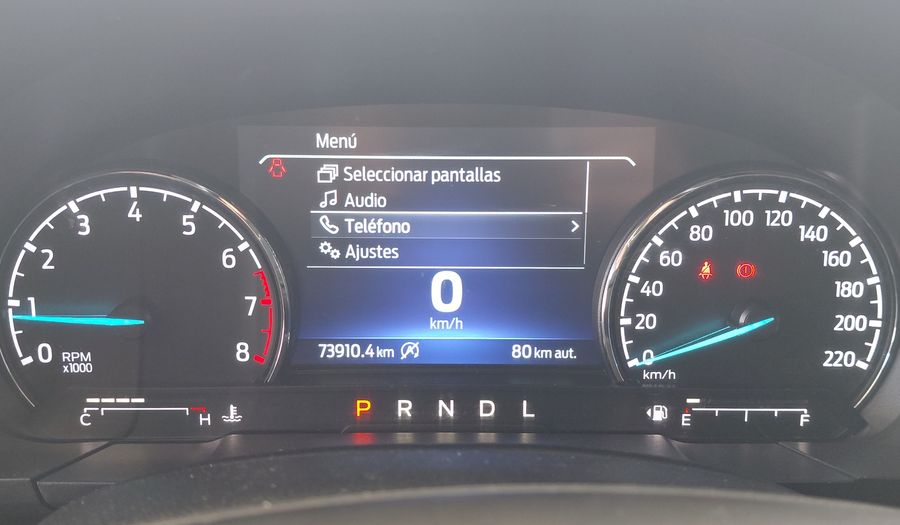 Menú
Seleccionar pantallas
Audio
Teléfono
Ajustes
0
km/h
73910.4 km
80 km aut.
0
1
2
3
4
5
6
7
8
RPM
x1000
0
20
40
60
80
100
120
140
160
180
200
220
km/h
C
H
P R N D L
E
F